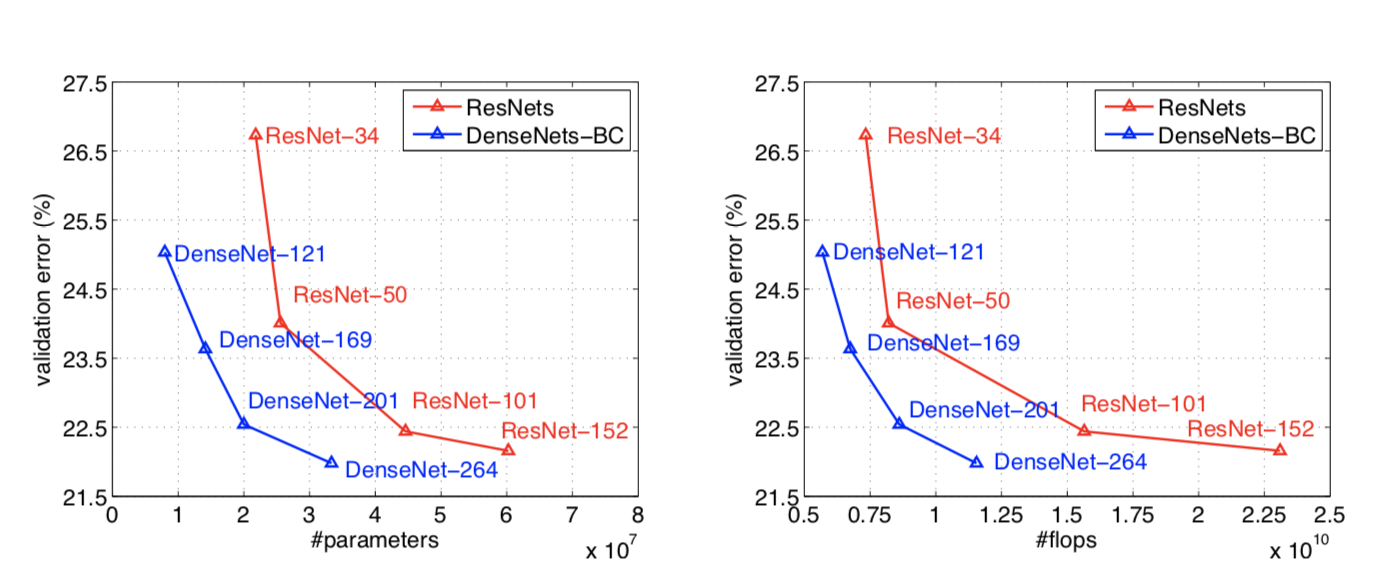 27.5
26.5
25.5
24.5
23.5
22.5
21.5
validation error (%)
ResNets
DenseNets−BC
ResNet−34
DenseNet−121
ResNet−50
DenseNet−169
DenseNet−201
ResNet−101
ResNet−152
DenseNet−264
0 1 2 3 4 5 6 7 8
#parameters
x 10^7
27.5
26.5
25.5
24.5
23.5
22.5
21.5
validation error (%)
ResNets
DenseNets−BC
ResNet−34
DenseNet−121
ResNet−50
DenseNet−169
DenseNet−201
ResNet−101
ResNet−152
DenseNet−264
0.5 0.75 1 1.25 1.5 1.75 2 2.25 2.5
#flops
x 10^10